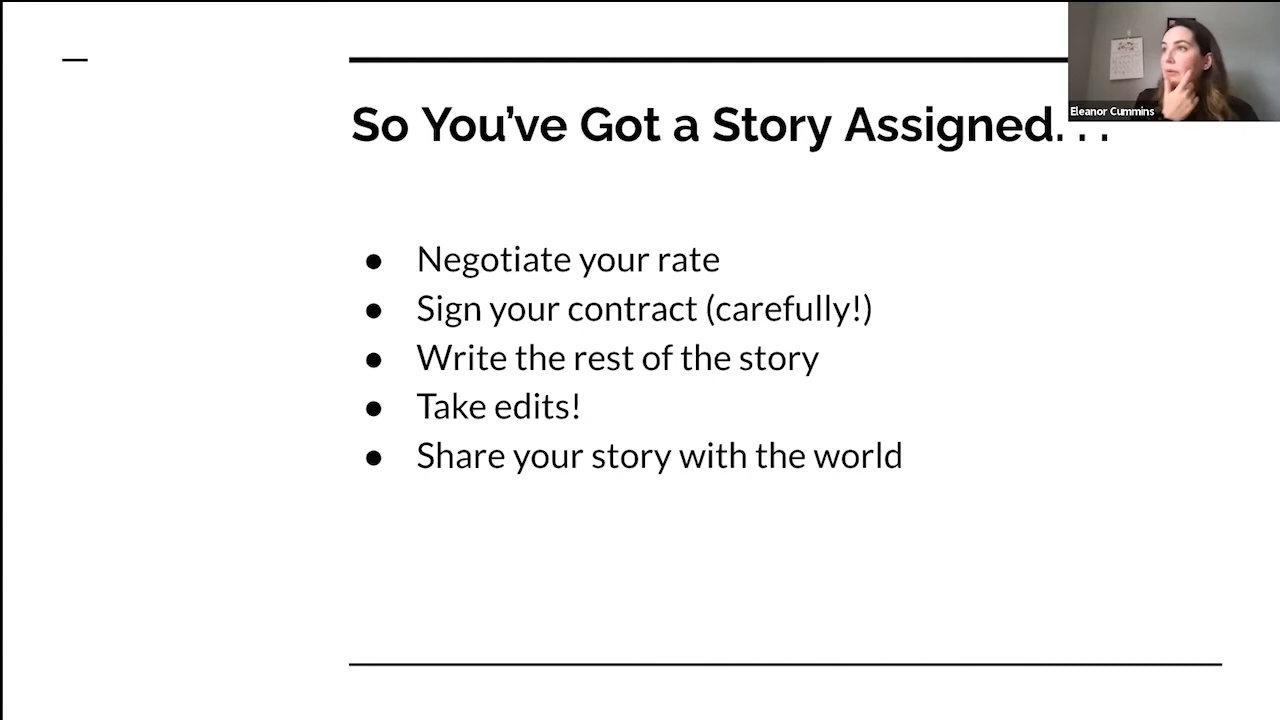 So You’ve Got a Story Assigned. . .
Eleanor Cummins
● Negotiate your rate
● Sign your contract (carefully!)
● Write the rest of the story
● Take edits!
● Share your story with the world